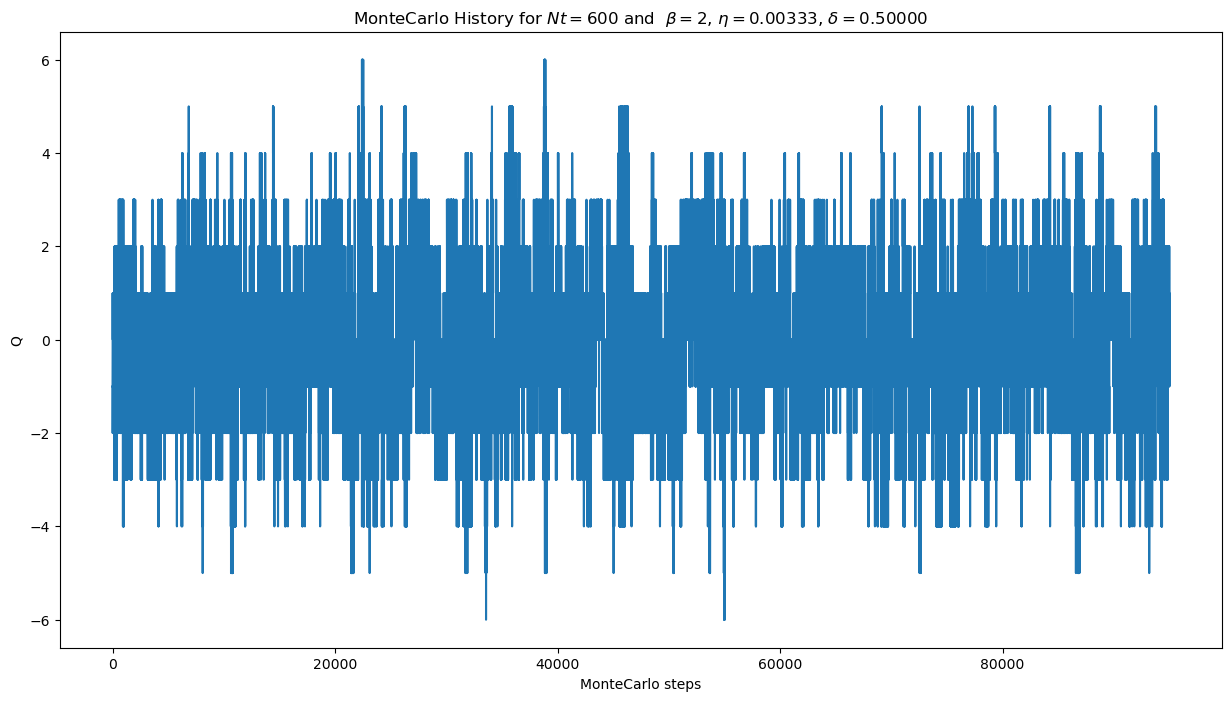 MonteCarlo History for Nt = 600 and β = 2, η = 0.00333, δ = 0.50000
6
4
2
0
−2
−4
−6
Q
0 20000 40000 60000 80000
MonteCarlo steps